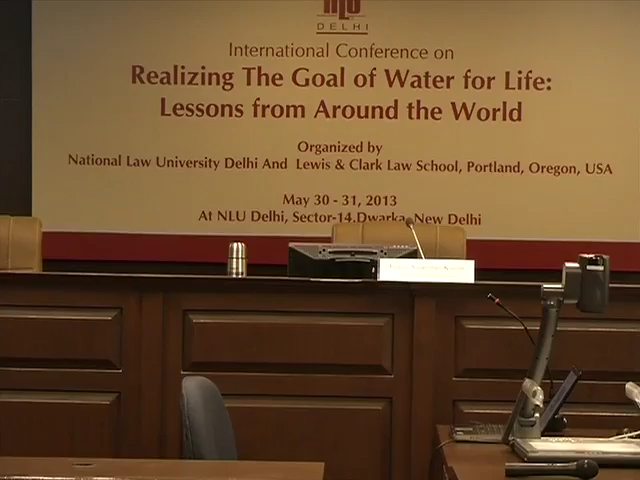 NLU
DELHI
International Conference on
Realizing The Goal of Water for Life:
Lessons from Around the World
Organized by
National Law University Delhi And Lewis & Clark Law School, Portland, Oregon, USA
May 30 - 31, 2013
At NLU Delhi, Sector-14,Dwarka, New Delhi